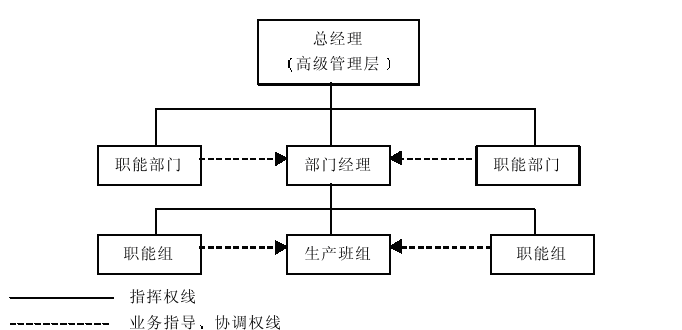 总经理
(高级管理层)
职能部门
部门经理
职能部门
职能组
生产班组
职能组
指挥权线
业务指导、协调权线